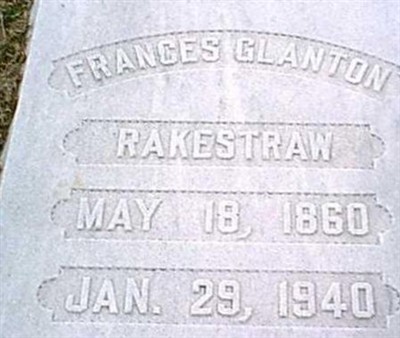 FRANCES GLANTON
RAKESTRAW
MAY 18, 1860
JAN. 29, 1940